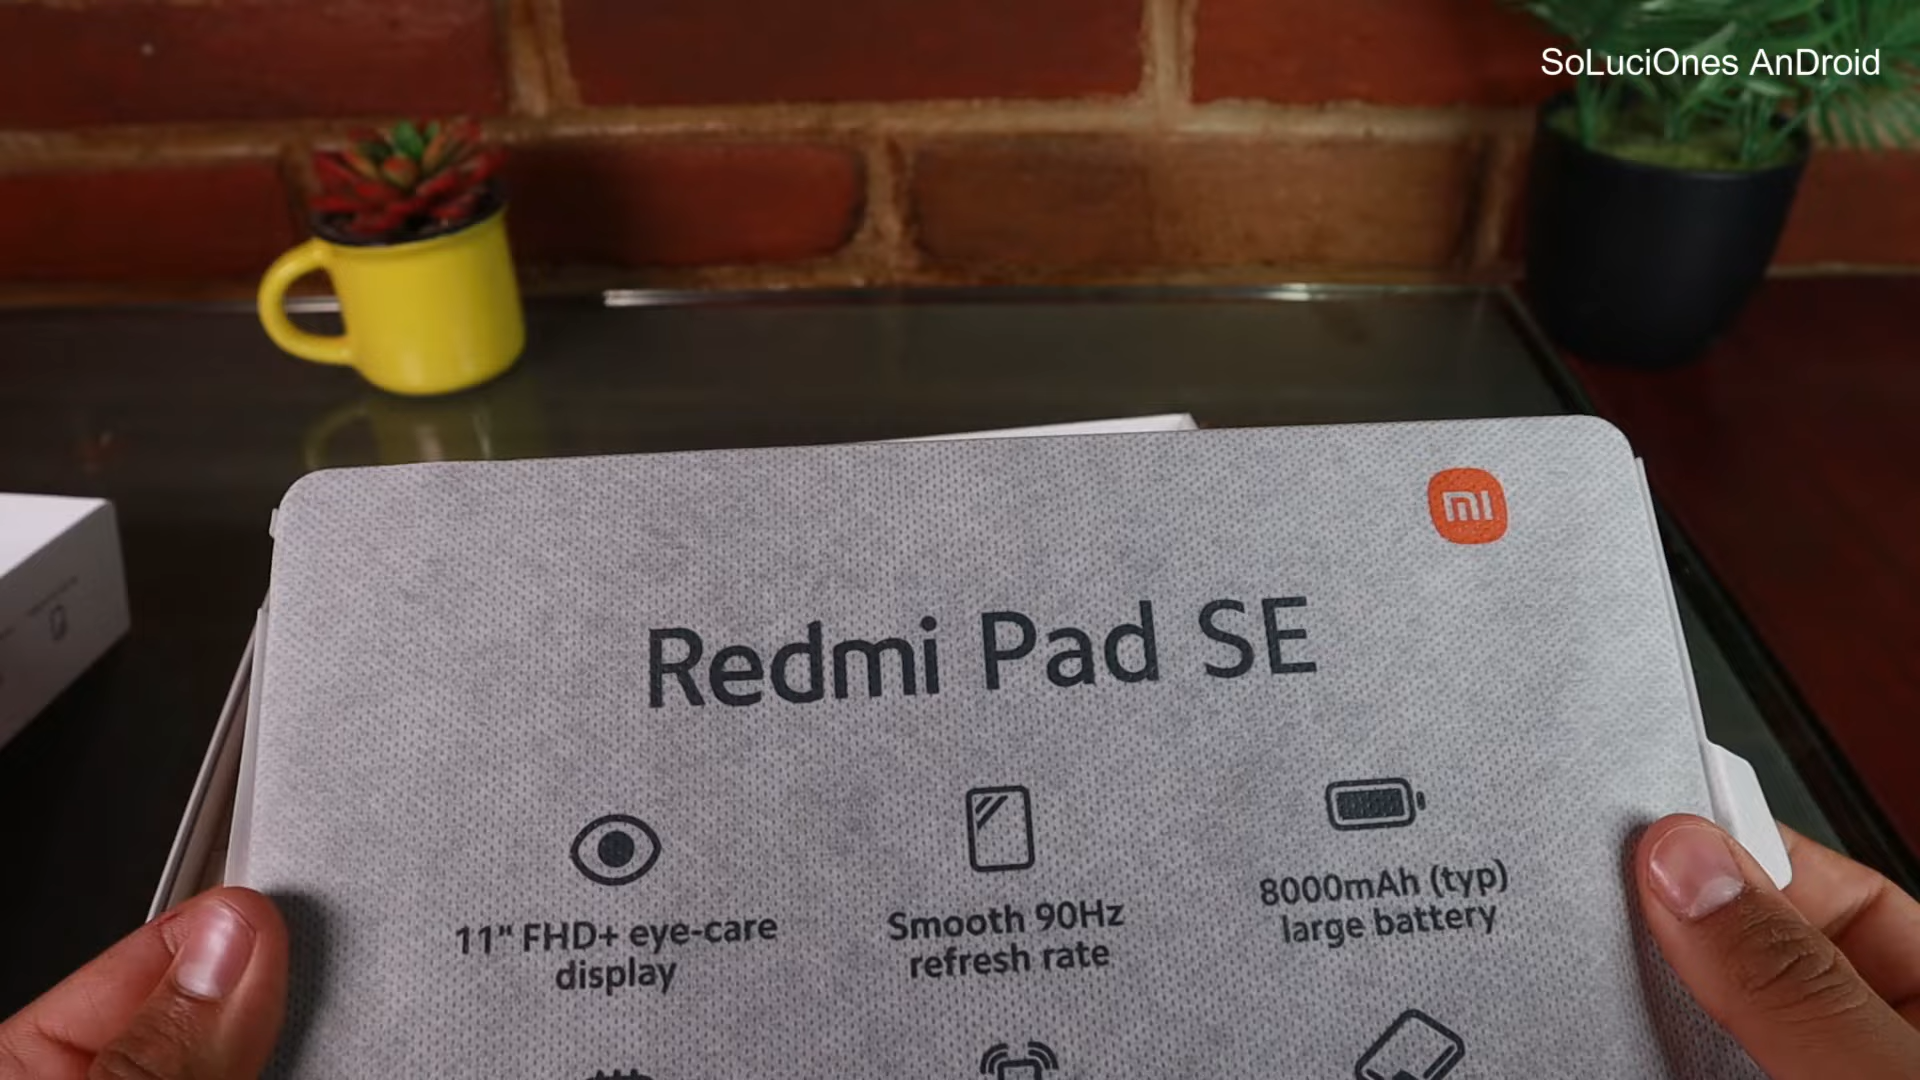 SoLuciOnes AnDroid
mi
Redmi Pad SE
11" FHD+ eye-care
display
Smooth 90Hz
refresh rate
8000mAh (typ)
large battery